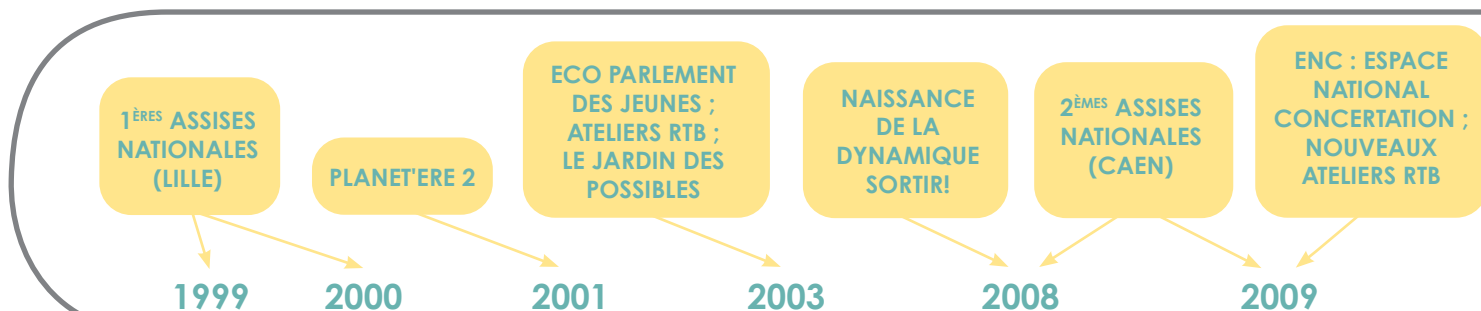 1ÈRES ASSISES
NATIONALES
(LILLE)
PLANET'ERE 2
ECO PARLEMENT
DES JEUNES ;
ATELIERS RTB ;
LE JARDIN DES
POSSIBLES
NAISSANCE
DE LA
DYNAMIQUE
SORTIR!
2ÈMES ASSISES
NATIONALES
(CAEN)
ENC : ESPACE
NATIONAL
CONCERTATION ;
NOUVEAUX
ATELIERS RTB
1999 2000 2001 2003 2008 2009